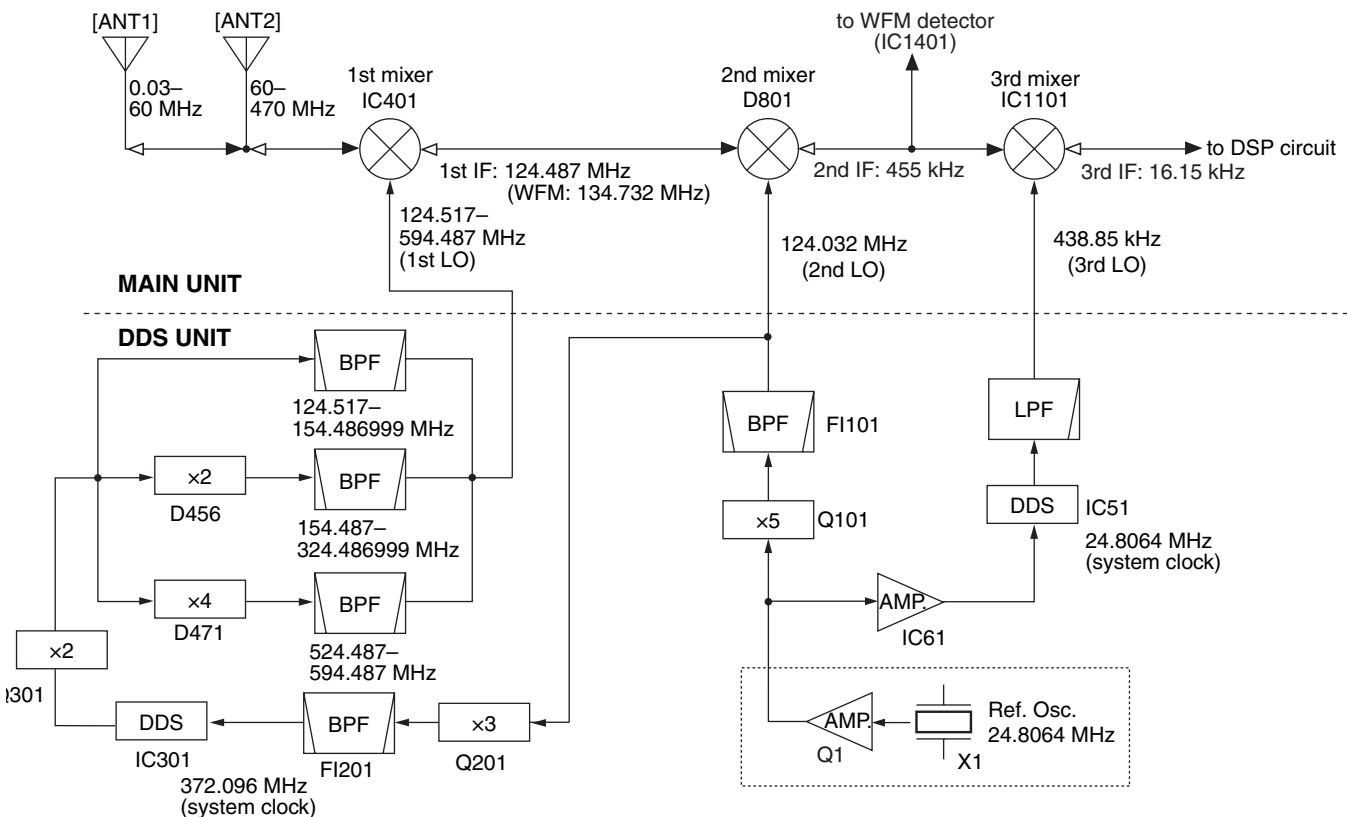 [ANT1]
[ANT2]
0.03–
60 MHz
60–
470 MHz
1st mixer
IC401
2nd mixer
D801
to WFM detector
(IC1401)
3rd mixer
IC1101
to DSP circuit
1st IF: 124.487 MHz
(WFM: 134.732 MHz)
2nd IF: 455 kHz
3rd IF: 16.15 kHz
124.517–
594.487 MHz
(1st LO)
124.032 MHz
(2nd LO)
438.85 kHz
(3rd LO)
MAIN UNIT
DDS UNIT
BPF
124.517–
154.486999 MHz
×2
D456
BPF
154.487–
324.486999 MHz
×4
D471
BPF
524.487–
594.487 MHz
×2
301
DDS
IC301
372.096 MHz
(system clock)
BPF
FI201
×3
Q201
BPF
FI101
×5
Q101
LPF
DDS
IC51
24.8064 MHz
(system clock)
AMP.
IC61
AMP.
Q1
Ref. Osc.
24.8064 MHz
X1